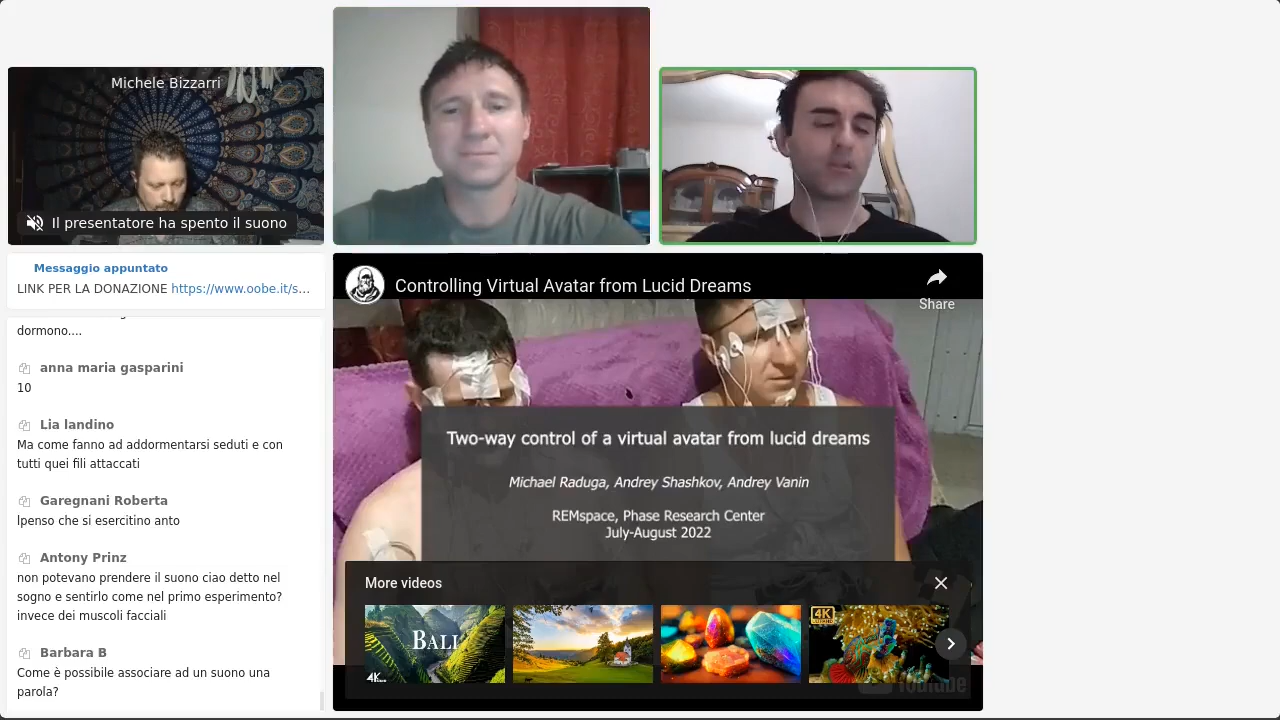 Michele Bizzarri
Il presentatore ha spento il suono
Messaggio appuntato
LINK PER LA DONAZIONE https://www.oobe.it/s...
dormono....
anna maria gasparini
10
Lia landino
Ma come fanno ad addormentarsi seduti e con
tutti quei fili attaccati
Garegnani Roberta
Ipenso che si esercitino anto
Antony Prinz
non potevano prendere il suono ciao detto nel
sogno e sentirlo come nel primo esperimento?
invece dei muscoli facciali
Barbara B
Come è possibile associare ad un suono una
parola?
Controlling Virtual Avatar from Lucid Dreams
Share
Two-way control of a virtual avatar from lucid dreams
Michael Raduga, Andrey Shashkov, Andrey Vanin
REMspace, Phase Research Center
July-August 2022
More videos
BALI
4K
4K
ULTRA HD
YouTube